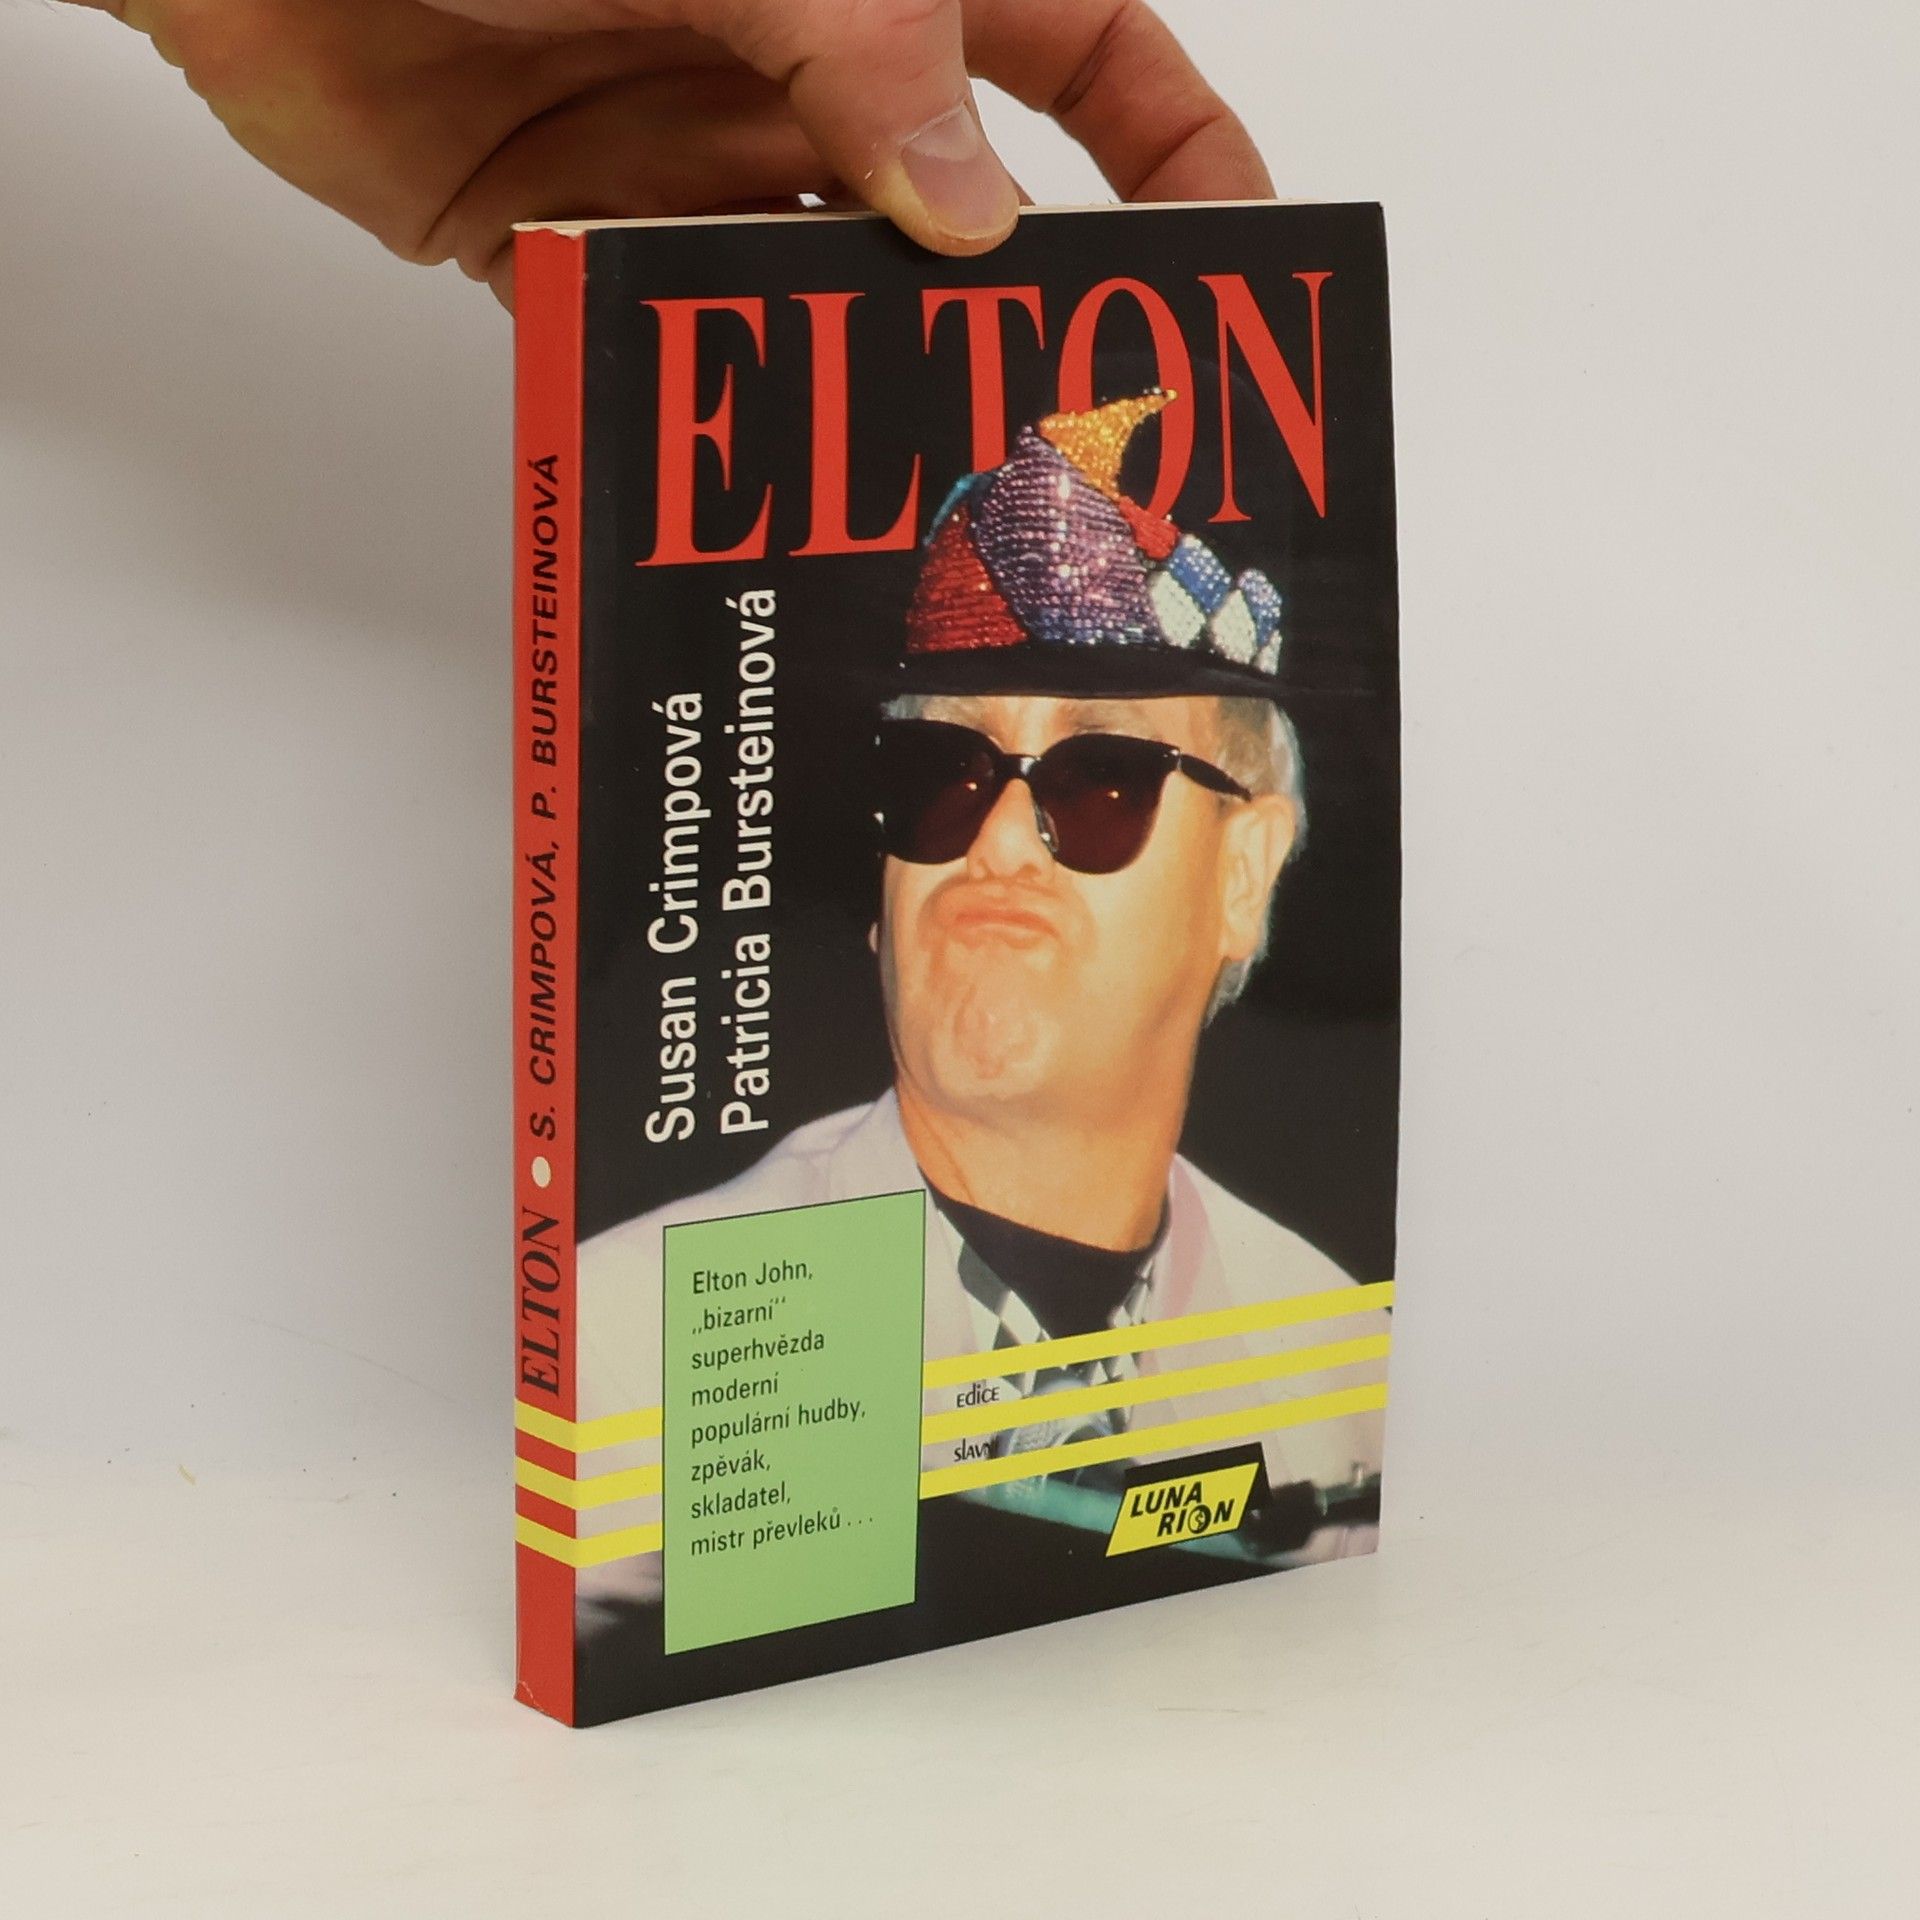 ELTON
Susan Crimpová
Patricia Bursteinová
ELTON ● S. CRIMPOVÁ, P. BURSTEINOVÁ
Elton John,
„bizarní“
superhvězda
moderní
populární hudby,
zpěvák,
skladatel,
mistr převleků...
EdicE
slavní
LUNA
RION